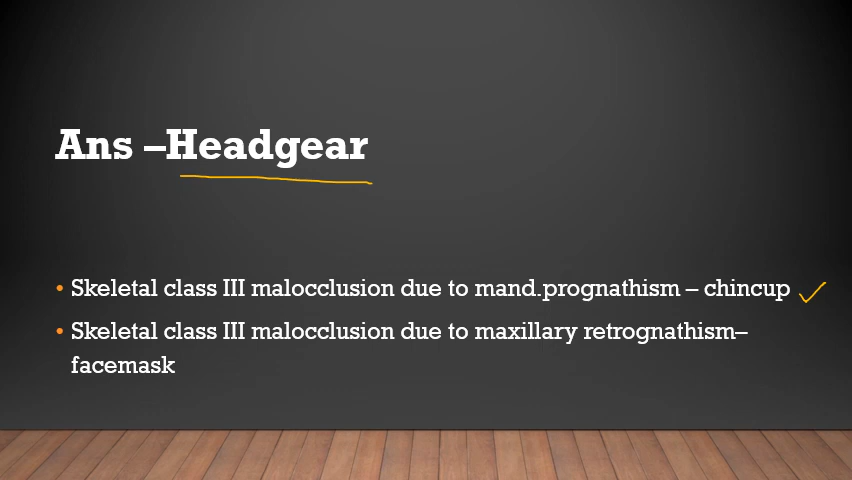 Ans –Headgear
• Skeletal class III malocclusion due to mand.prognathism – chincup
• Skeletal class III malocclusion due to maxillary retrognathism–
facemask